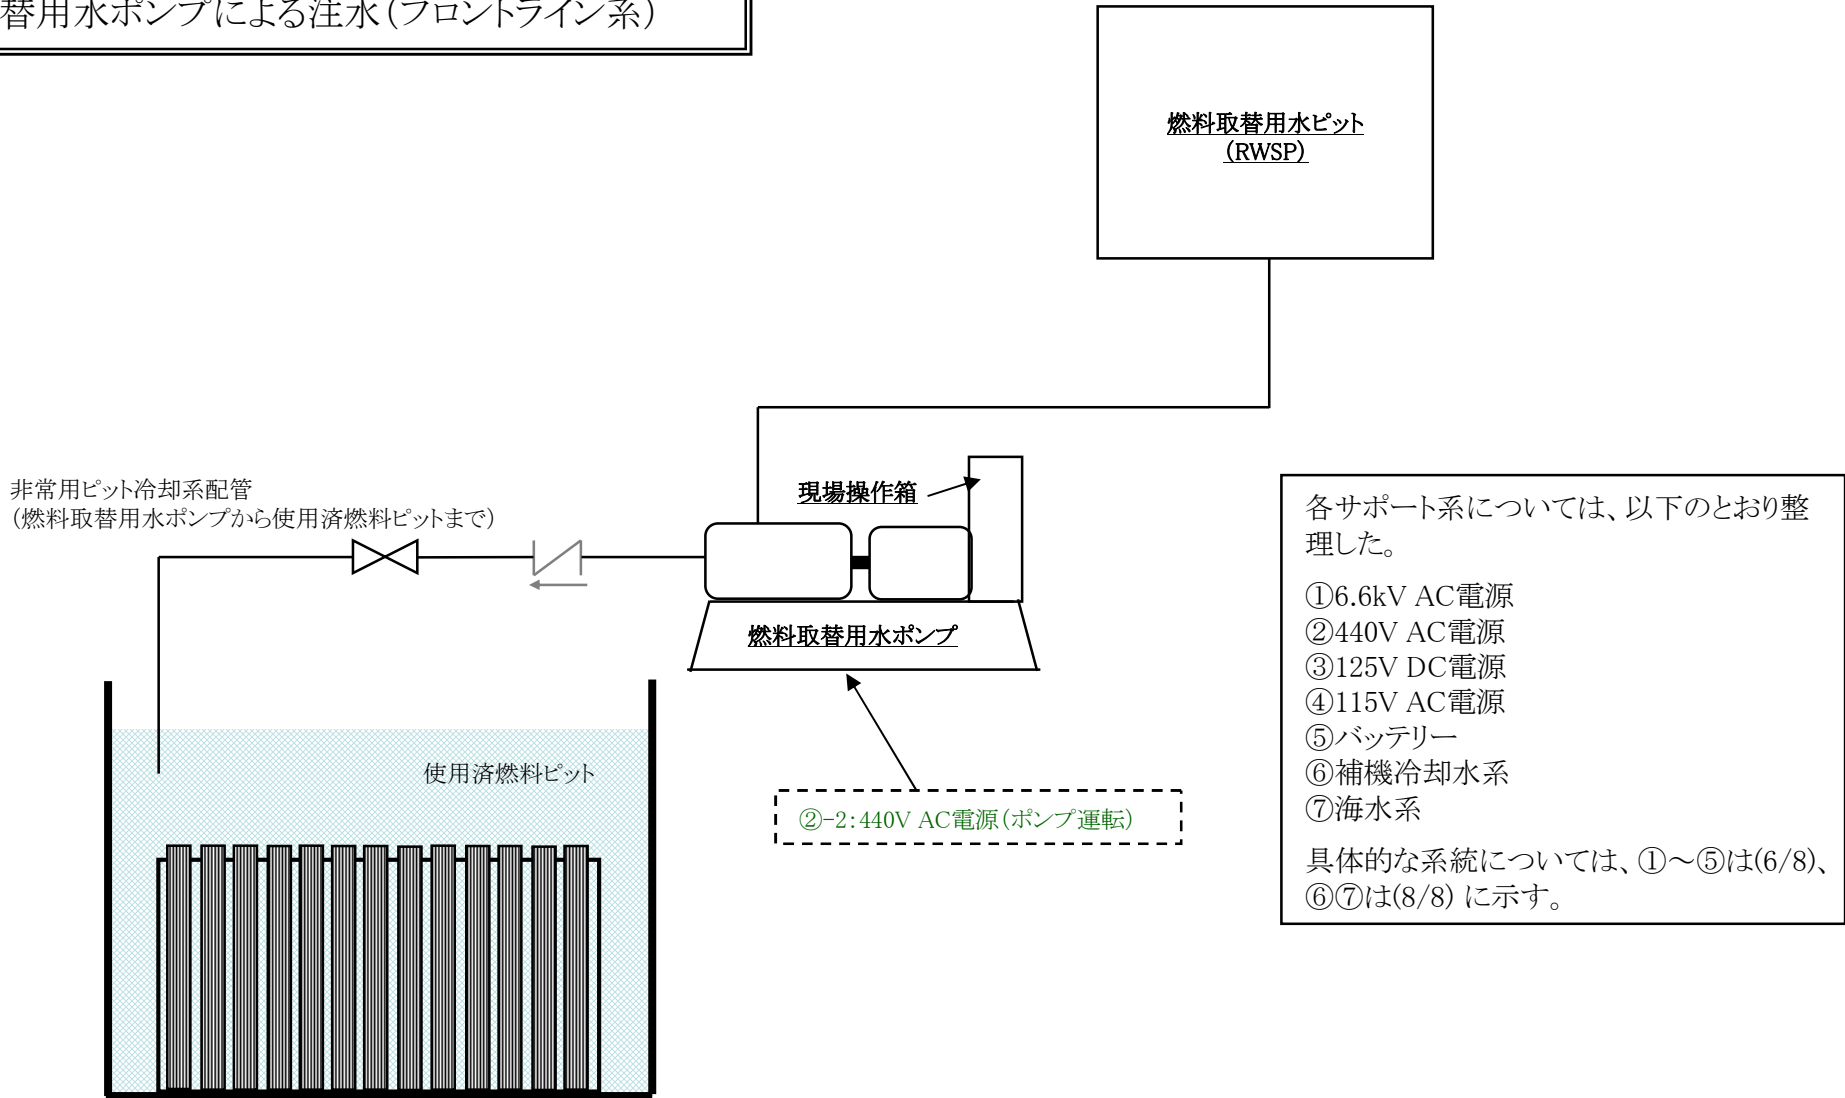 替用水ポンプによる注水（フロントライン系）
燃料取替用水ピット
（RWSP）
非常用ピット冷却系配管
（燃料取替用水ポンプから使用済燃料ピットまで）
現場操作箱
燃料取替用水ポンプ
使用済燃料ピット
②-2：440V AC電源（ポンプ運転）
各サポート系については、以下のとおり整
理した。
①6.6kV AC電源
②440V AC電源
③125V DC電源
④115V AC電源
⑤バッテリー
⑥補機冷却水系
⑦海水系
具体的な系統については、①～⑤は(6/8)、
⑥⑦は(8/8) に示す。